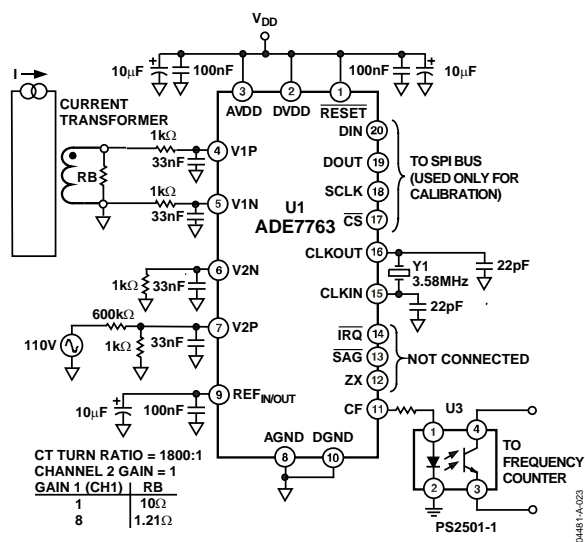 VDD
10µF
100nF
100nF
10µF
I
CURRENT
TRANSFORMER
3
2
1
AVDD
DVDD
RESET
DIN
20
DOUT
19
SCLK
18
CS
17
TO SPI BUS
(USED ONLY FOR
CALIBRATION)
1kΩ
33nF
4
V1P
RB
1kΩ
33nF
5
V1N
U1
ADE7763
CLKOUT
16
Y1
3.58MHz
22pF
CLKIN
15
22pF
6
V2N
1kΩ
33nF
600kΩ
7
V2P
110V
1kΩ
33nF
IRQ
14
SAG
13
ZX
12
NOT CONNECTED
9
REFIN/OUT
10µF
100nF
CF
11
U3
1
4
2
3
TO
FREQUENCY
COUNTER
PS2501-1
AGND
DGND
8
10
CT TURN RATIO = 1800:1
CHANNEL 2 GAIN = 1
GAIN 1 (CH1) RB
1 10Ω
8 1.21Ω
04481-A-023